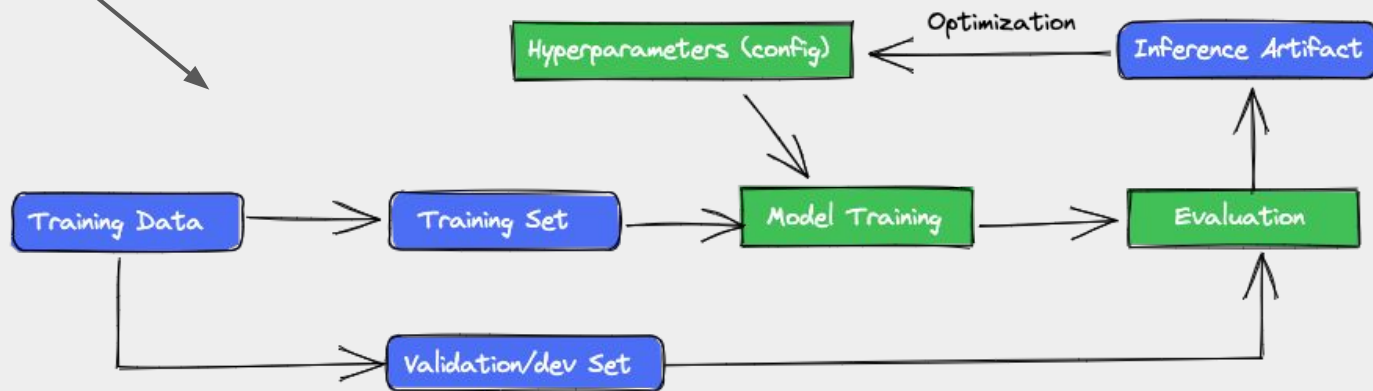 Optimization
Hyperparameters (config)
Inference Artifact
Training Data
Training Set
Model Training
Evaluation
Validation/dev Set